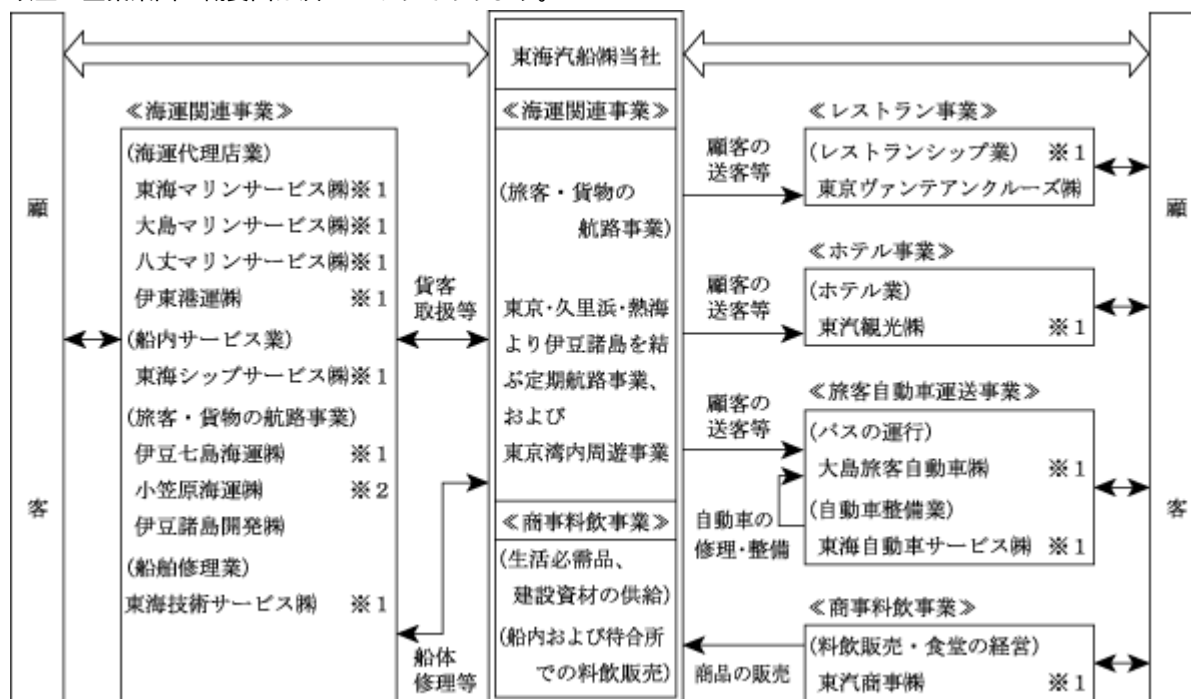 顧
客
≪海運関連事業≫
(海運代理店業)
東海マリンサービス㈱※1
大島マリンサービス㈱※1
八丈マリンサービス㈱※1
伊東港運㈱ ※1
(船内サービス業)
東海シップサービス㈱※1
(旅客・貨物の航路事業)
伊豆七島海運㈱ ※1
小笠原海運㈱ ※2
伊豆諸島開発㈱
(船舶修理業)
東海技術サービス㈱ ※1
貨客
取扱等
船体
修理等
東海汽船㈱当社
≪海運関連事業≫
(旅客・貨物の
航路事業)
東京・久里浜・熱海
より伊豆諸島を結
ぶ定期航路事業、
および
東京湾内周遊事業
≪商事料飲事業≫
(生活必需品、
建設資材の供給)
(船内および待合所
での料飲販売)
顧客の
送客等
顧客の
送客等
顧客の
送客等
自動車の
修理・整備
商品の販売
≪レストラン事業≫
(レストランシップ業) ※1
東京ヴァンテアンクルーズ㈱
≪ホテル事業≫
(ホテル業)
東汽観光㈱ ※1
≪旅客自動車運送事業≫
(バスの運行)
大島旅客自動車㈱ ※1
(自動車整備業)
東海自動車サービス㈱ ※1
≪商事料飲事業≫
(料飲販売・食堂の経営)
東汽商事㈱ ※1
顧
客